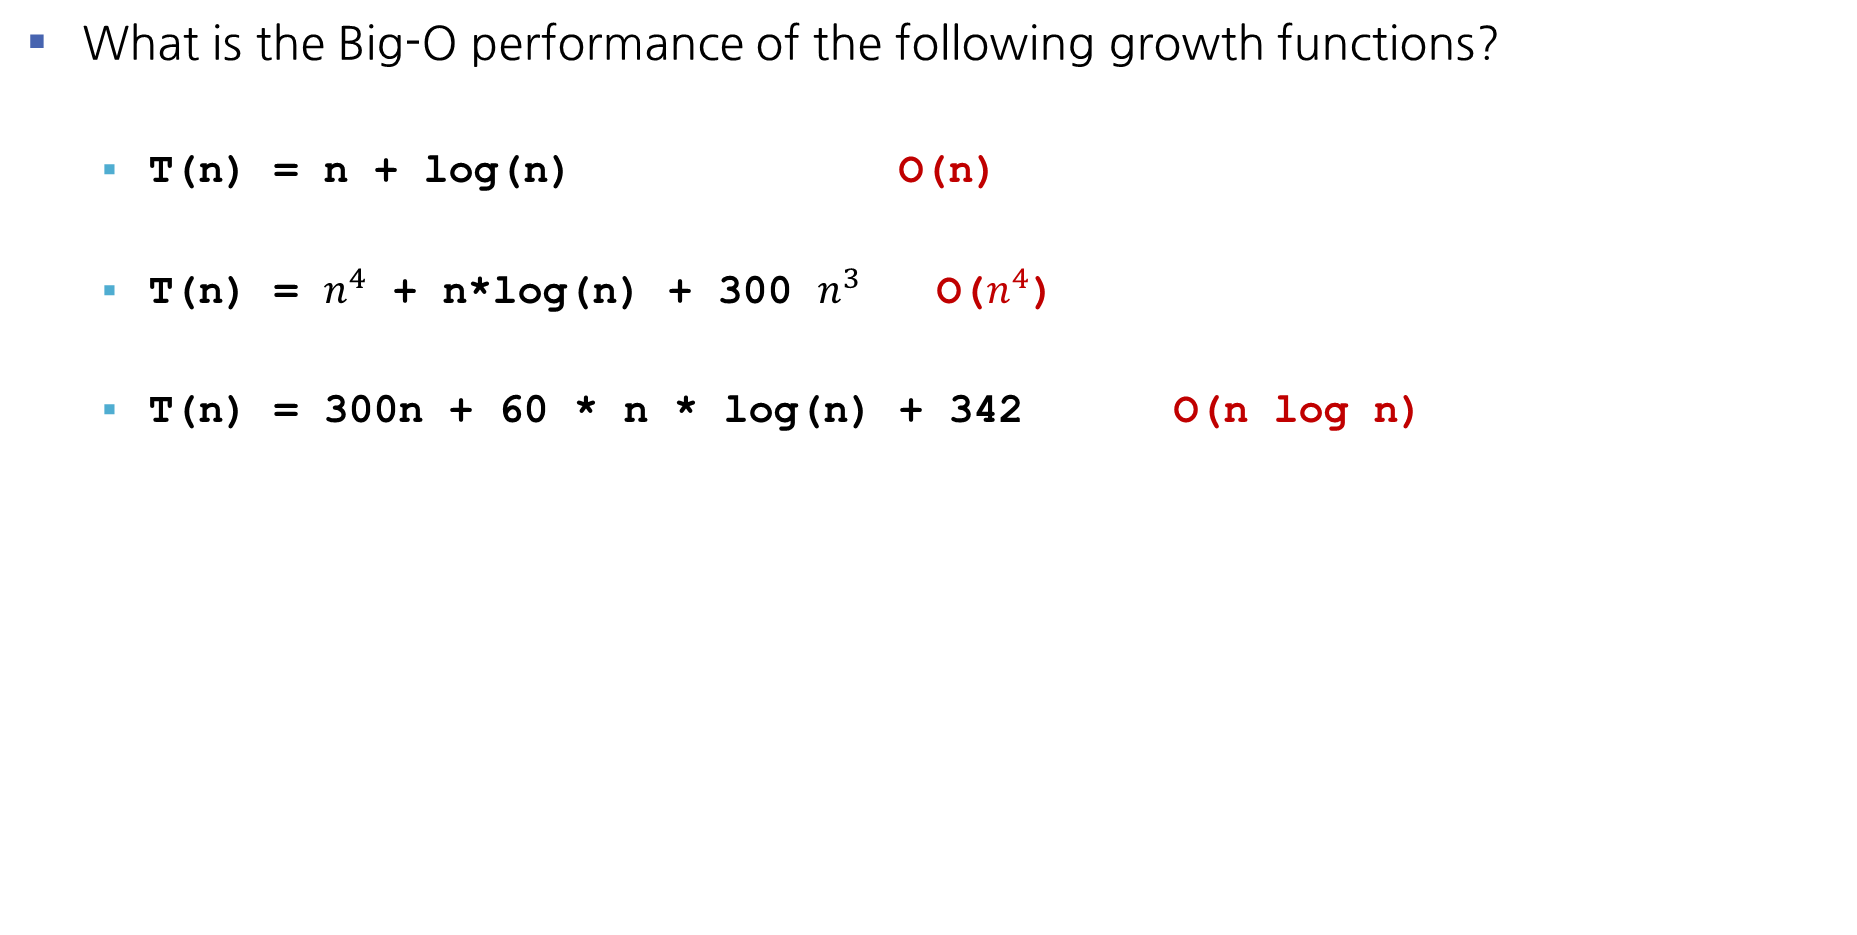 ▪ What is the Big-O performance of the following growth functions?
▪ T(n) = n + log(n) O(n)
▪ T(n) = n⁴ + n*log(n) + 300 n³ O(n⁴)
▪ T(n) = 300n + 60 * n * log(n) + 342 O(n log n)